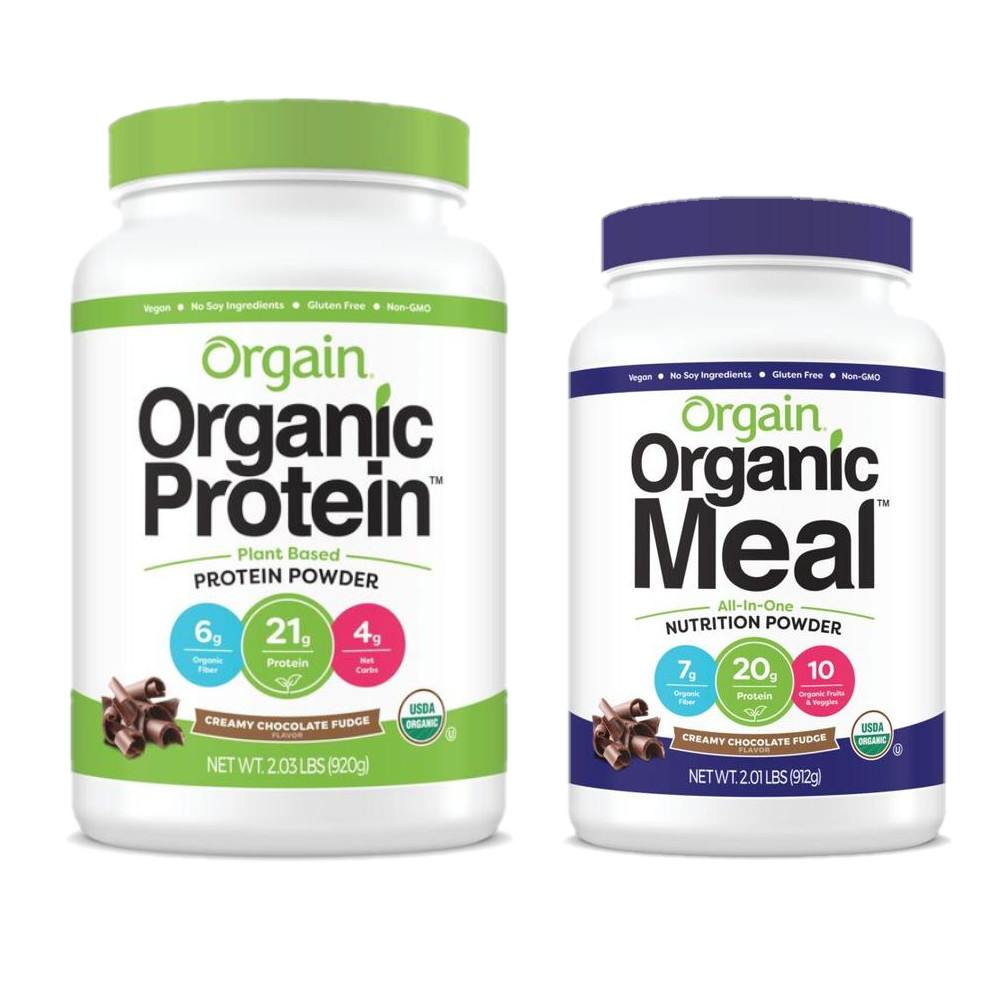 Vegan • No Soy Ingredients • Gluten Free • Non-GMO
Orgain®
Organic
Protein™
Plant Based
PROTEIN POWDER
6g
Organic
Fiber
21g
Protein
4g
Net
Carbs
CREAMY CHOCOLATE FUDGE
FLAVOR
USDA
ORGANIC
U
NET WT. 2.03 LBS (920g)
Vegan • No Soy Ingredients • Gluten Free • Non-GMO
Orgain®
Organic
Meal™
All-In-One
NUTRITION POWDER
7g
Organic
Fiber
20g
Protein
10
Organic Fruits
& Veggies
CREAMY CHOCOLATE FUDGE
FLAVOR
USDA
ORGANIC
U
NET WT. 2.01 LBS (912g)